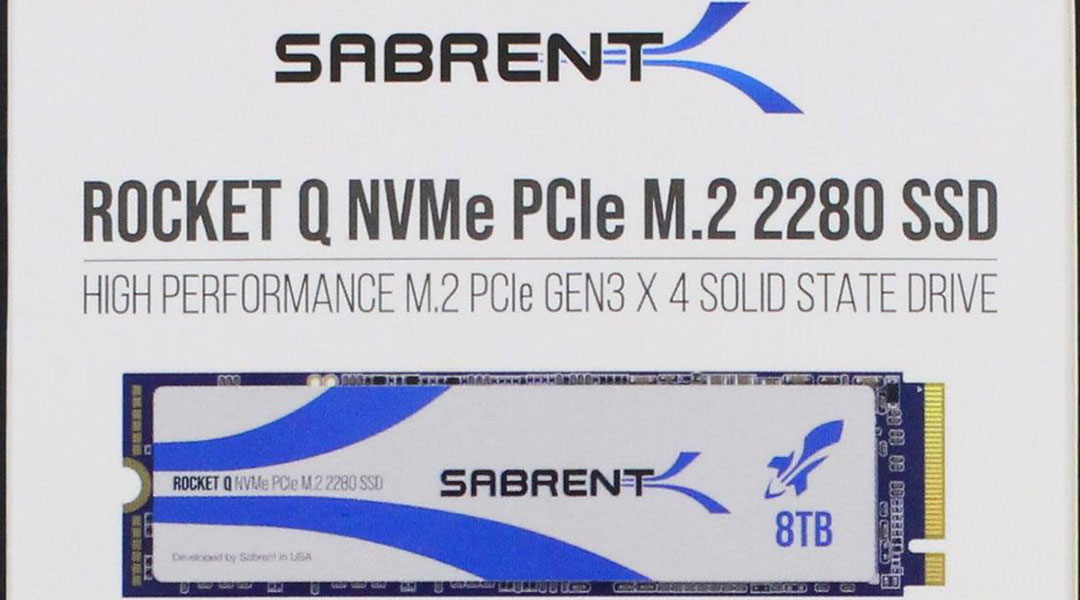 SABRENT
ROCKET Q NVMe PCIe M.2 2280 SSD
HIGH PERFORMANCE M.2 PCIe GEN3 X 4 SOLID STATE DRIVE
ROCKET Q NVMe PCIe M.2 2280 SSD
SABRENT
8TB
Developed by Sabrent in USA